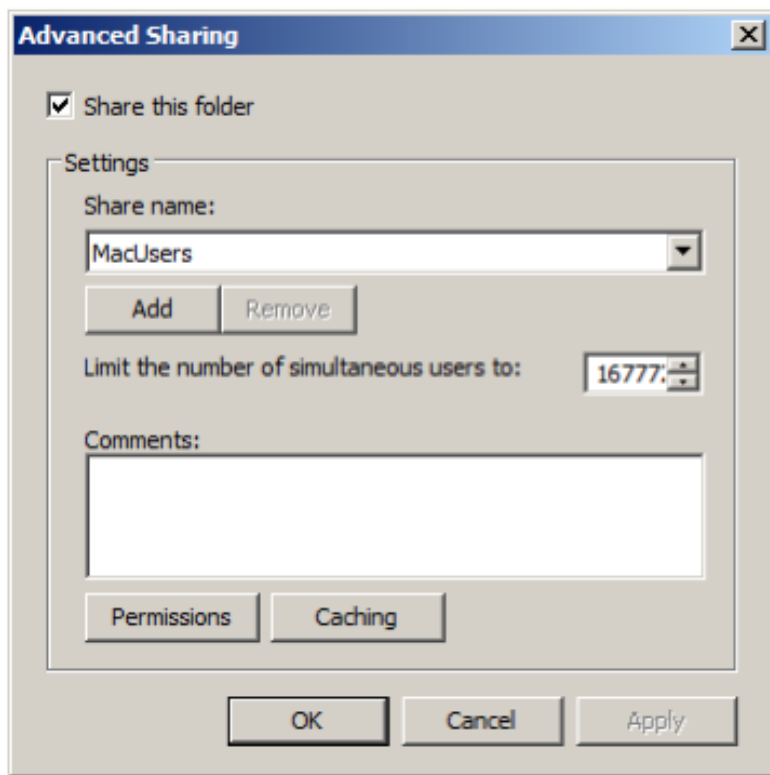 Advanced Sharing
Share this folder
Settings
Share name:
MacUsers
Add Remove
Limit the number of simultaneous users to:
16777
Comments:
Permissions Caching
OK Cancel Apply